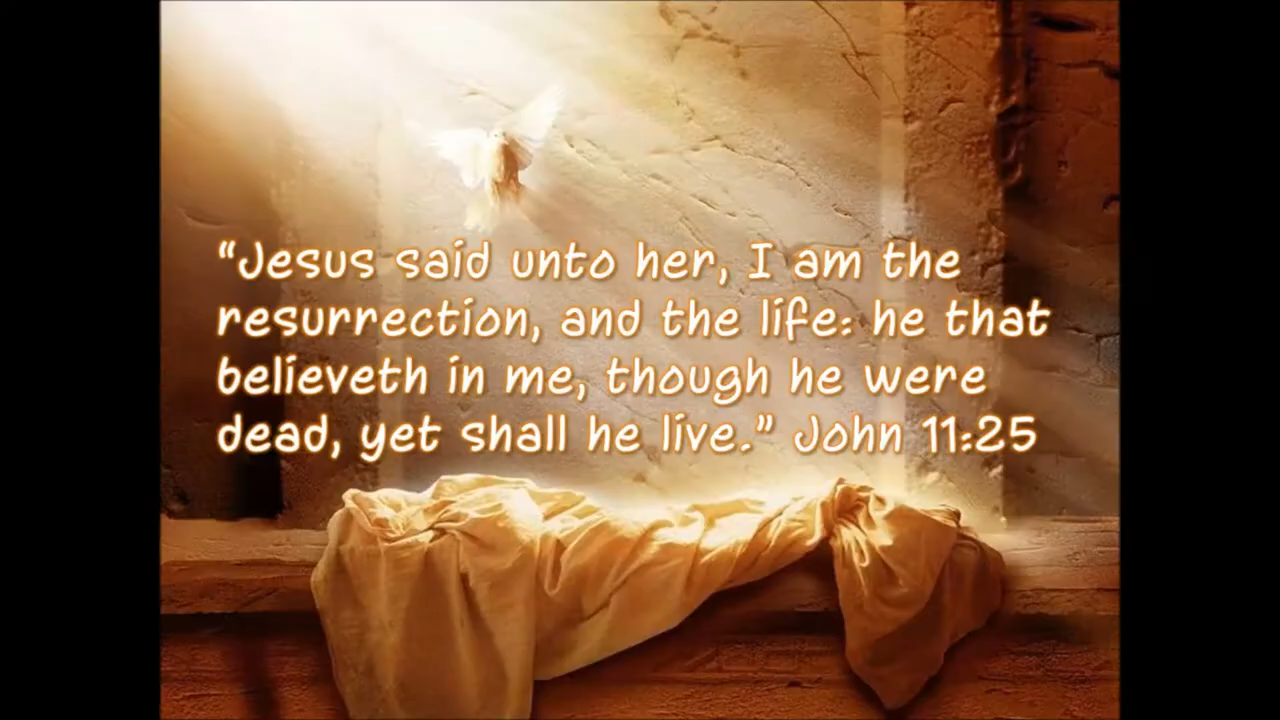 “Jesus said unto her, I am the
resurrection, and the life: he that
believeth in me, though he were
dead, yet shall he live.” John 11:25